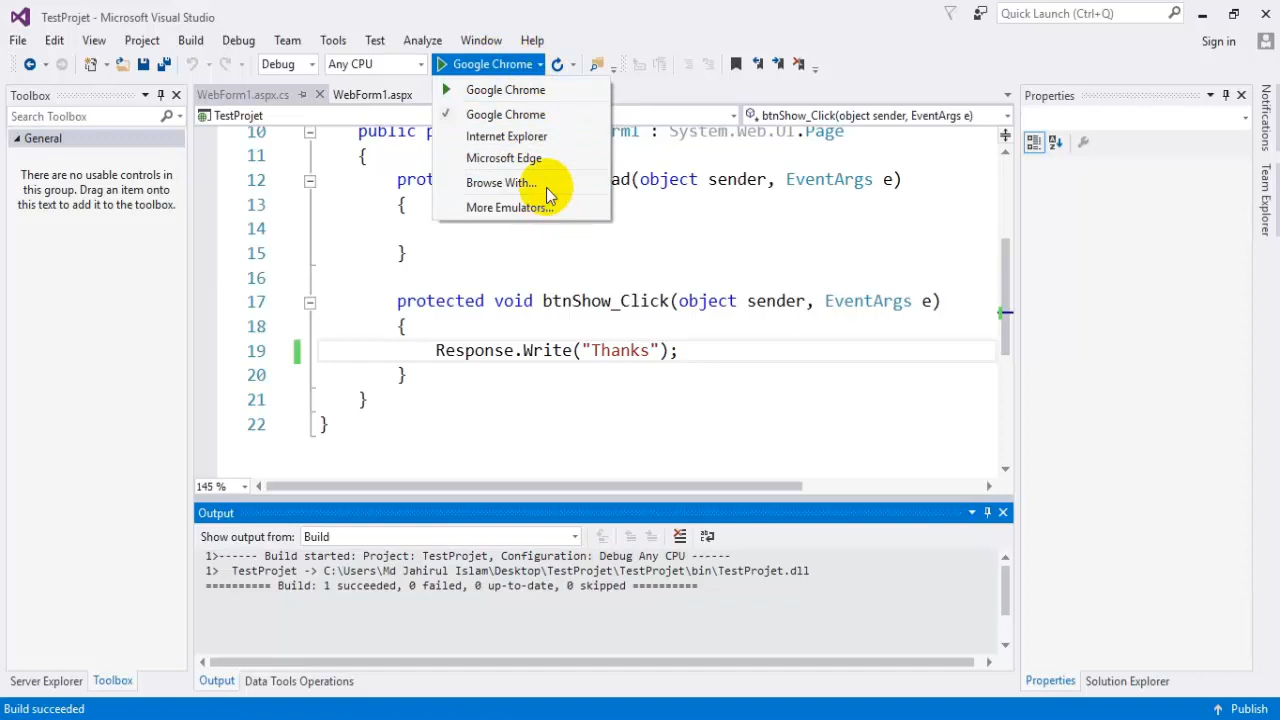 TestProjet - Microsoft Visual Studio
Quick Launch (Ctrl+Q)
File Edit View Project Build Debug Team Tools Test Analyze Window Help
Sign in
Debug Any CPU Google Chrome
Toolbox
Search Toolbox
General
There are no usable controls in
this group. Drag an item onto
this text to add it to the toolbox.
WebForm1.aspx.cs WebForm1.aspx
TestProjet
btnShow_Click(object sender, EventArgs e)
Google Chrome
Google Chrome
Internet Explorer
Microsoft Edge
Browse With...
More Emulators...
10 public p rm1 : System.Web.UI.Page
11 {
12 prot ad(object sender, EventArgs e)
13 {
14
15 }
16
17 protected void btnShow_Click(object sender, EventArgs e)
18 {
19 Response.Write("Thanks");
20 }
21 }
22 }
145 %
Output
Show output from: Build
1>------ Build started: Project: TestProjet, Configuration: Debug Any CPU ------
1> TestProjet -> C:\Users\Md Jahirul Islam\Desktop\TestProjet\TestProjet\bin\TestProjet.dll
========== Build: 1 succeeded, 0 failed, 0 up-to-date, 0 skipped ==========
Properties
Notifications
Team Explorer
Server Explorer Toolbox
Output Data Tools Operations
Properties Solution Explorer
Build succeeded
Publish